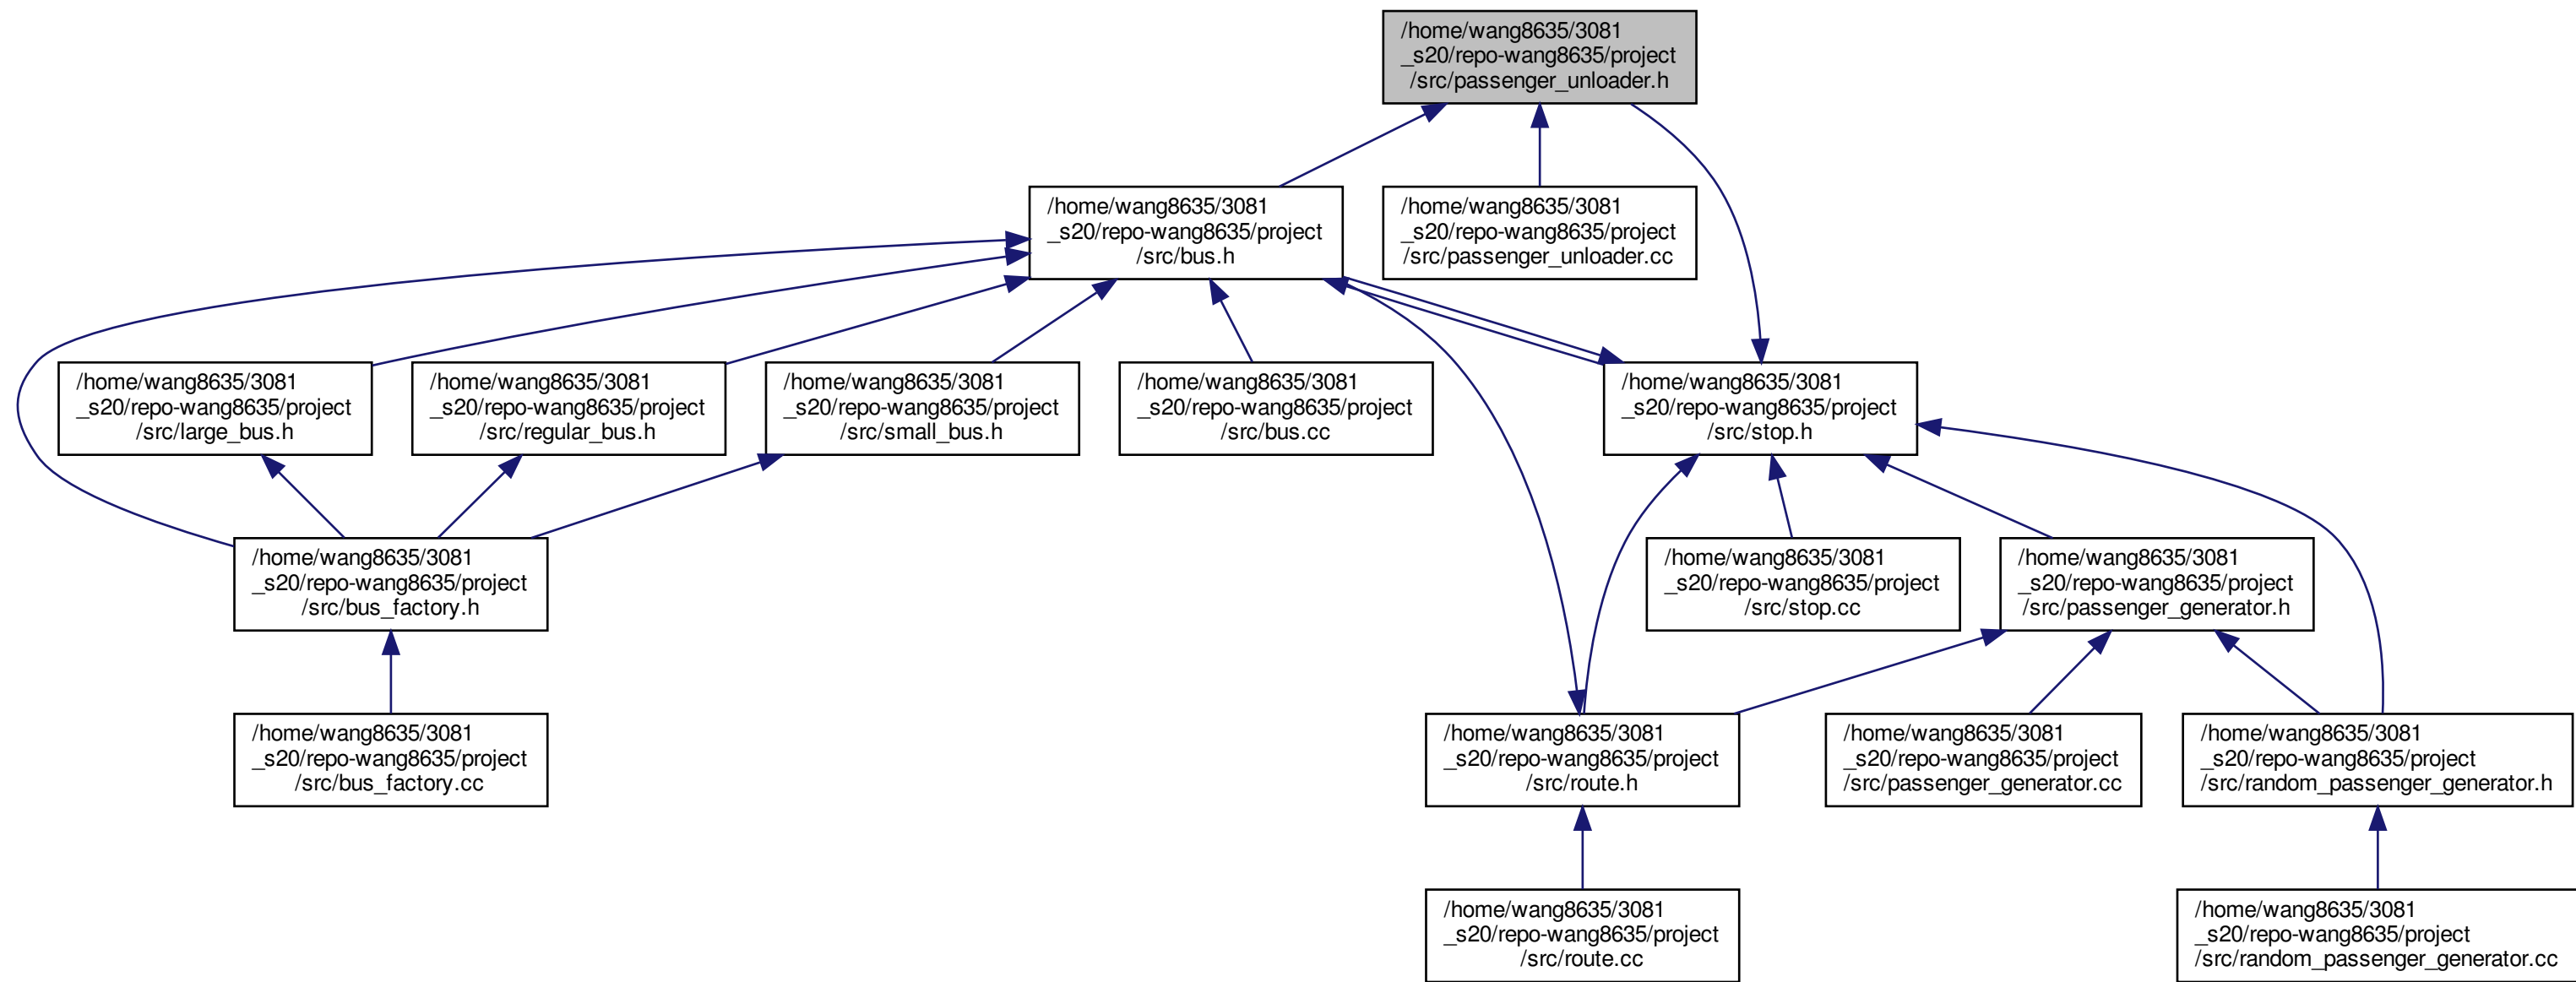 /home/wang8635/3081
_s20/repo-wang8635/project
/src/passenger_unloader.h
/home/wang8635/3081
_s20/repo-wang8635/project
/src/bus.h
/home/wang8635/3081
_s20/repo-wang8635/project
/src/passenger_unloader.cc
/home/wang8635/3081
_s20/repo-wang8635/project
/src/large_bus.h
/home/wang8635/3081
_s20/repo-wang8635/project
/src/regular_bus.h
/home/wang8635/3081
_s20/repo-wang8635/project
/src/small_bus.h
/home/wang8635/3081
_s20/repo-wang8635/project
/src/bus.cc
/home/wang8635/3081
_s20/repo-wang8635/project
/src/stop.h
/home/wang8635/3081
_s20/repo-wang8635/project
/src/bus_factory.h
/home/wang8635/3081
_s20/repo-wang8635/project
/src/stop.cc
/home/wang8635/3081
_s20/repo-wang8635/project
/src/passenger_generator.h
/home/wang8635/3081
_s20/repo-wang8635/project
/src/bus_factory.cc
/home/wang8635/3081
_s20/repo-wang8635/project
/src/route.h
/home/wang8635/3081
_s20/repo-wang8635/project
/src/passenger_generator.cc
/home/wang8635/3081
_s20/repo-wang8635/project
/src/random_passenger_generator.h
/home/wang8635/3081
_s20/repo-wang8635/project
/src/route.cc
/home/wang8635/3081
_s20/repo-wang8635/project
/src/random_passenger_generator.cc